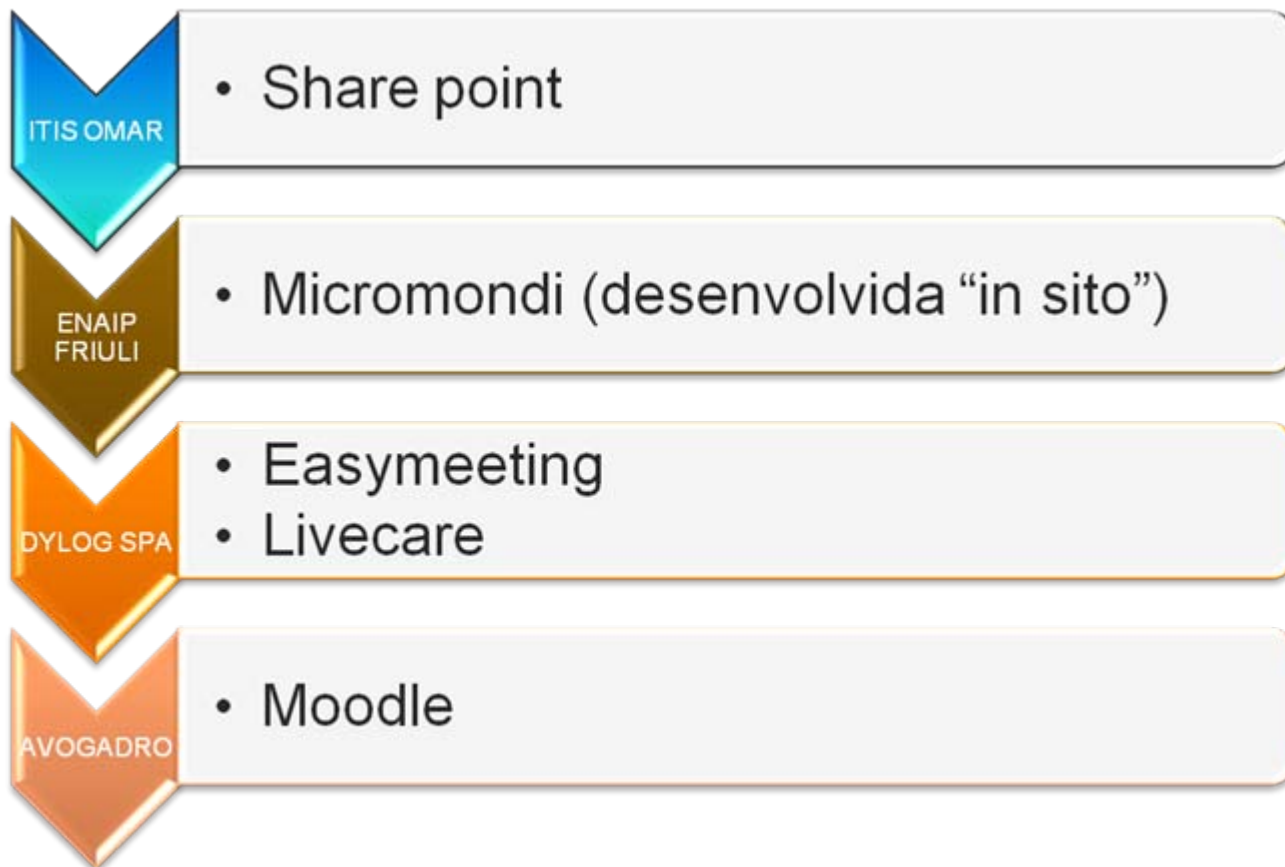 ITIS OMAR
• Share point
ENAIP
FRIULI
• Micromondi (desenvolvida “in sito”)
DYLOG SPA
• Easymeeting
• Livecare
AVOGADRO
• Moodle